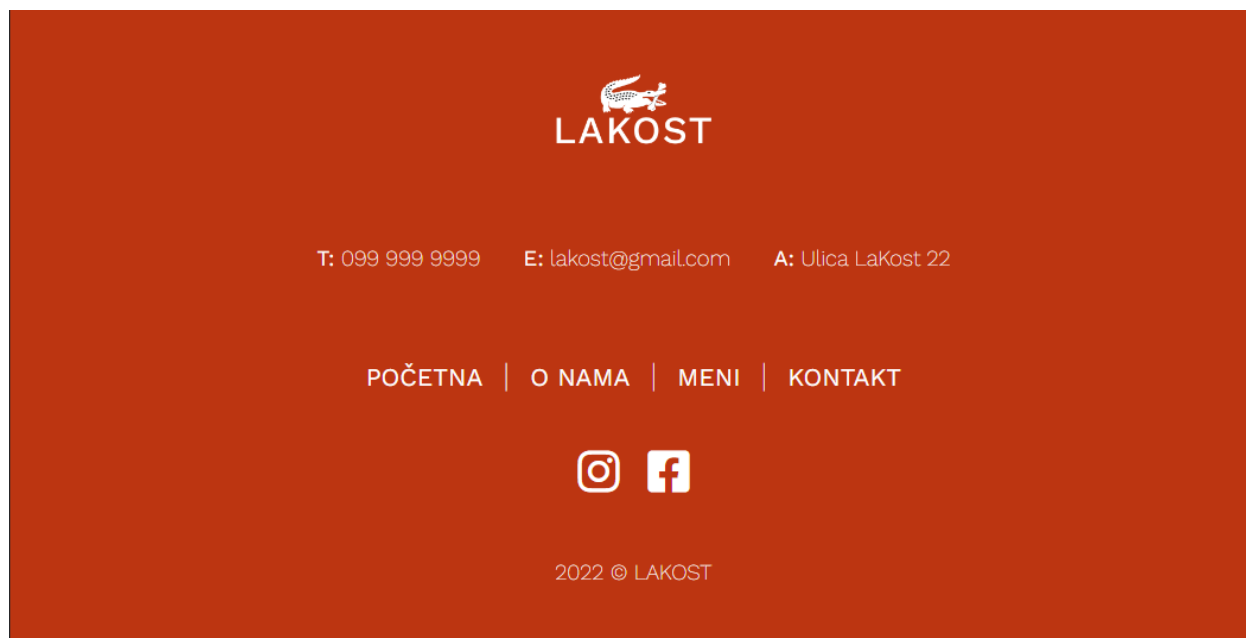 LAKOST
T: 099 999 9999 E: lakost@gmail.com A: Ulica LaKost 22
POČETNA | O NAMA | MENI | KONTAKT
2022 © LAKOST